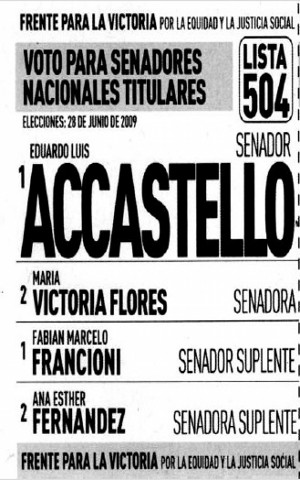 FRENTE PARA LA VICTORIA POR LA EQUIDAD Y LA JUSTICIA SOCIAL
VOTO PARA SENADORES
NACIONALES TITULARES
LISTA
504
ELECCIONES: 28 DE JUNIO DE 2009
SENADOR
EDUARDO LUIS
1 ACCASTELLO
MARIA
2 VICTORIA FLORES SENADORA
FABIAN MARCELO
1 FRANCIONI SENADOR SUPLENTE
ANA ESTHER
2 FERNANDEZ SENADORA SUPLENTE
FRENTE PARA LA VICTORIA POR LA EQUIDAD Y LA JUSTICIA SOCIAL